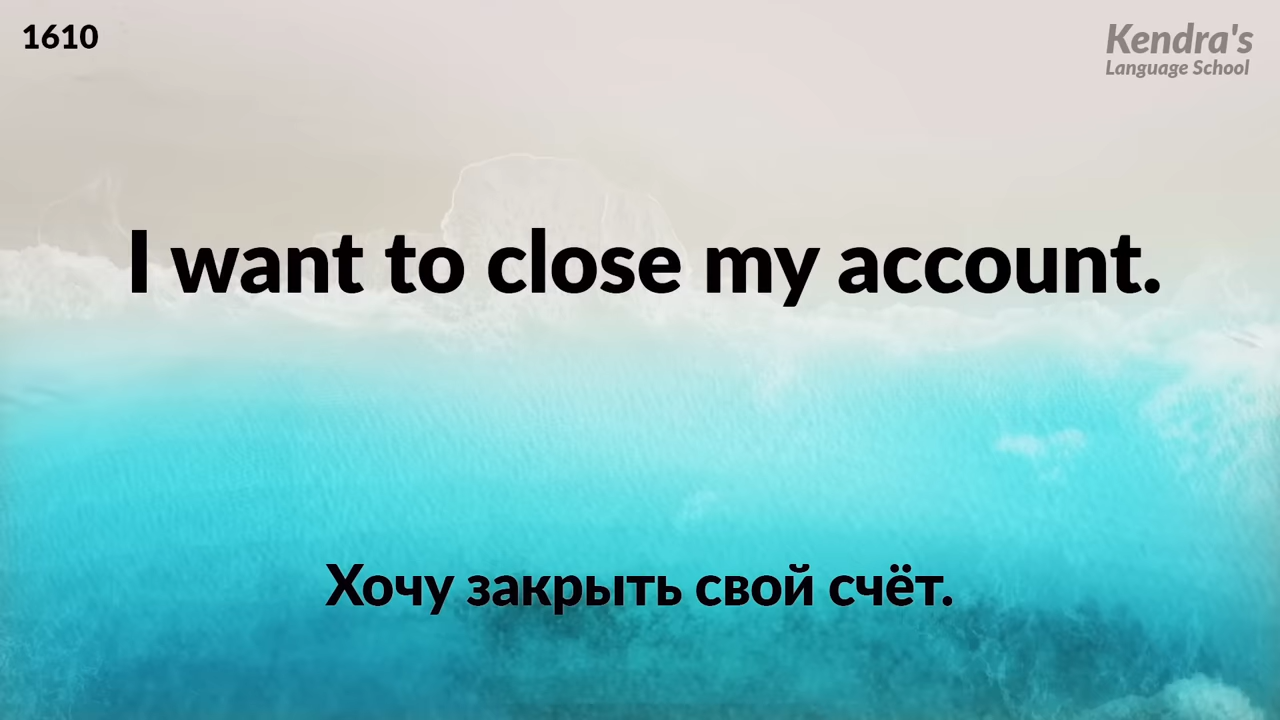 1610
Kendra's
Language School
I want to close my account.
Хочу закрыть свой счёт.